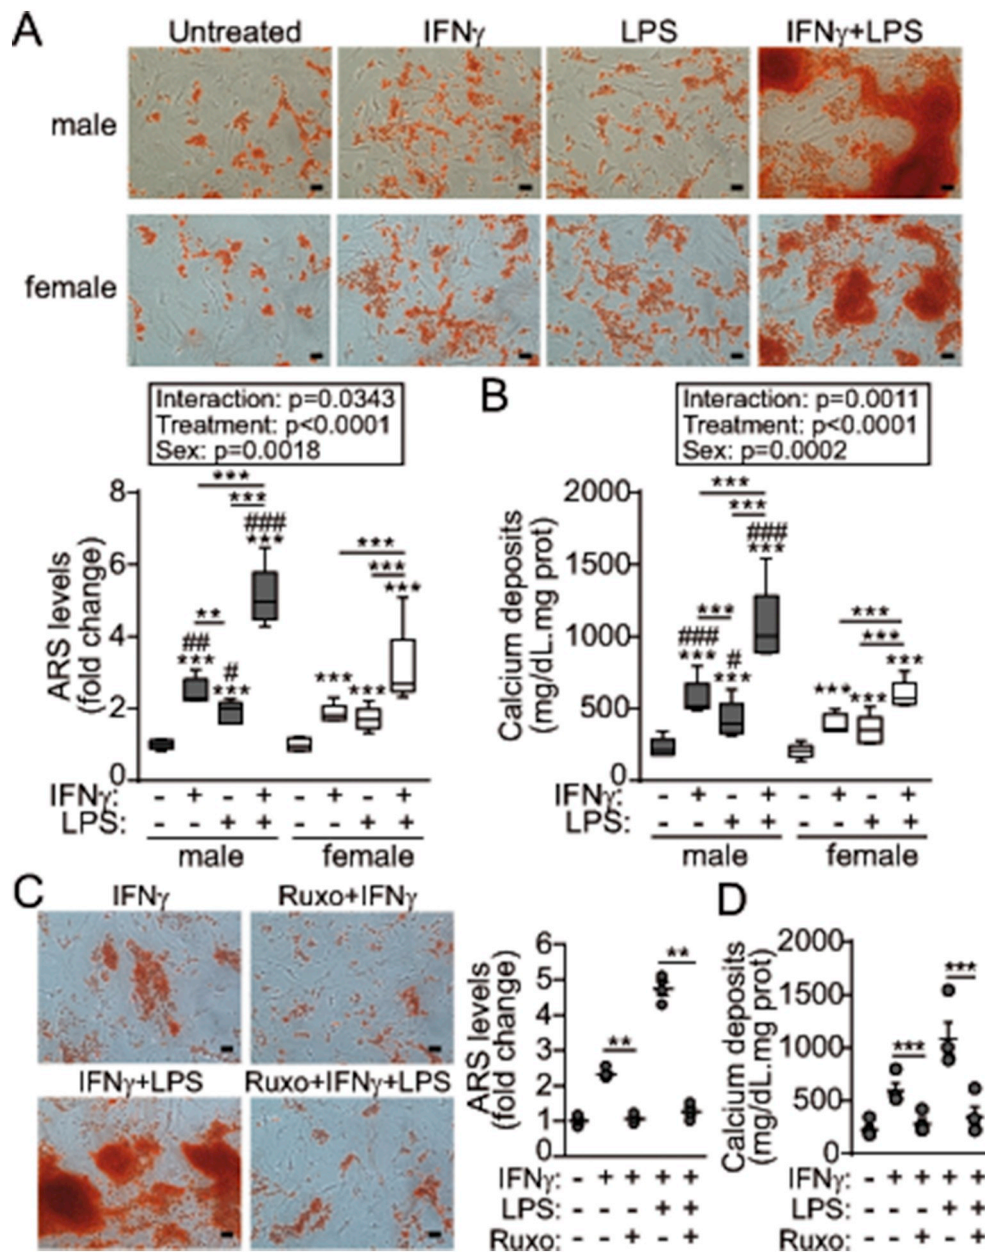 A
Untreated IFNγ LPS IFNγ+LPS
male
female
Interaction: p=0.0343
Treatment: p<0.0001
Sex: p=0.0018
ARS levels
(fold change)
8
6
4
2
0
***
***
###
***
**
##
***
#
***
***
***
***
***
***
IFNγ: - + - + - + - +
LPS: - - + + - - + +
male female
B
Interaction: p=0.0011
Treatment: p<0.0001
Sex: p=0.0002
Calcium deposits
(mg/dL.mg prot)
2000
1500
1000
500
0
***
***
###
***
***
###
***
#
***
***
***
***
***
***
IFNγ: - + - + - + - +
LPS: - - + + - - + +
male female
C
IFNγ Ruxo+IFNγ
IFNγ+LPS Ruxo+IFNγ+LPS
ARS levels
(fold change)
6
5
4
3
2
1
0
**
**
IFNγ: - + + + +
LPS: - - - + +
Ruxo: - - + - +
D
Calcium deposits
(mg/dL.mg prot)
2000
1500
1000
500
0
***
***
IFNγ: - + + + +
LPS: - - - + +
Ruxo: - - + - +